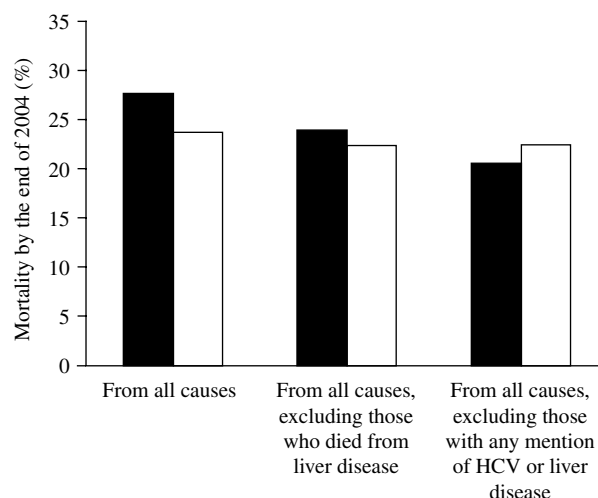 35
30
25
20
15
10
5
0
Mortality by the end of 2004 (%)
From all causes
From all causes,
excluding those
who died from
liver disease
From all causes,
excluding those
with any mention
of HCV or liver
disease